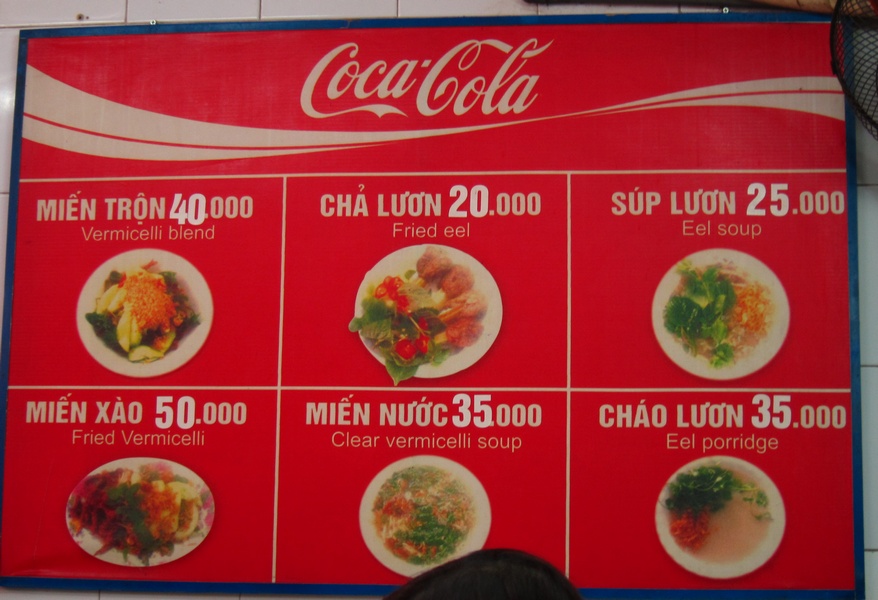 Coca-Cola
MIẾN TRỘN 40.000
Vermicelli blend
CHẢ LƯƠN 20.000
Fried eel
SÚP LƯƠN 25.000
Eel soup
MIẾN XÀO 50.000
Fried Vermicelli
MIẾN NƯỚC 35.000
Clear vermicelli soup
CHÁO LƯƠN 35.000
Eel porridge